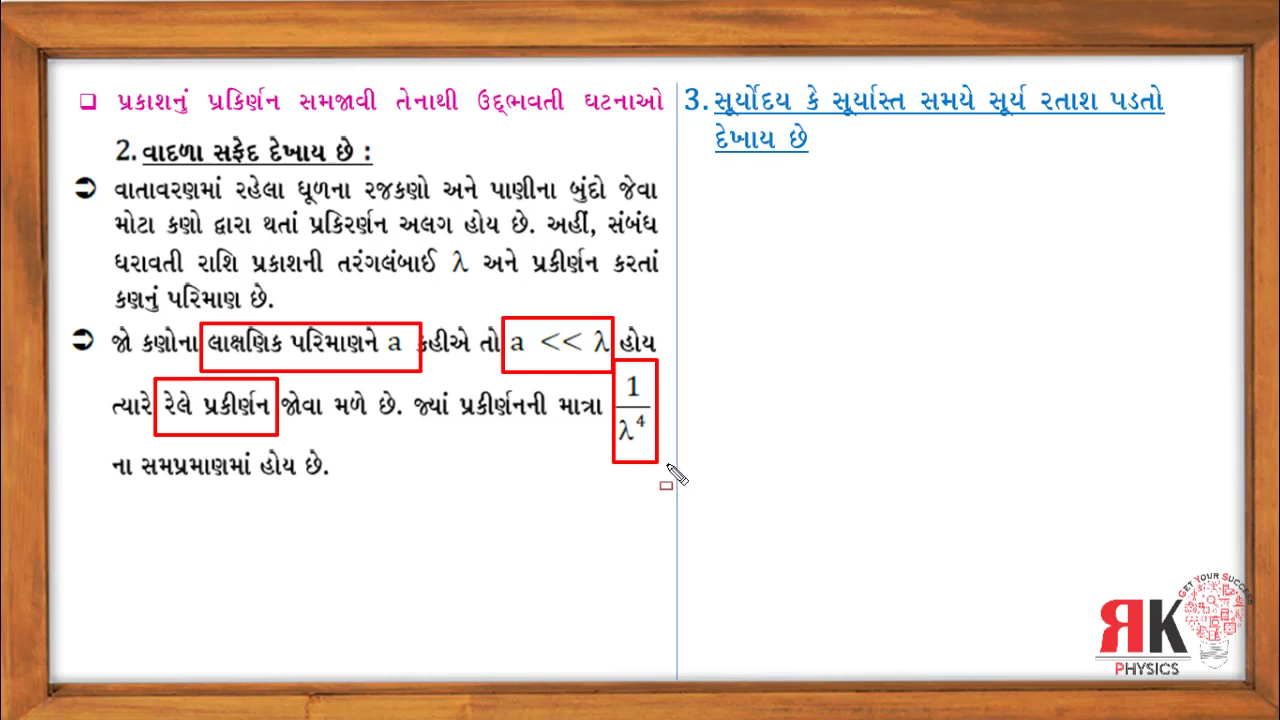 ❑ પ્રકાશનું પ્રકિર્ણન સમજાવી તેનાથી ઉદ્‌ભવતી ઘટનાઓ
2. વાદળા સફેદ દેખાય છે :
➲ વાતાવરણમાં રહેલા ધૂળના રજકણો અને પાણીના બુંદો જેવા
મોટા કણો દ્વારા થતાં પ્રકિરર્ણન અલગ હોય છે. અહીં, સંબંધ
ધરાવતી રાશિ પ્રકાશની તરંગલંબાઈ λ અને પ્રકીર્ણન કરતાં
કણનું પરિમાણ છે.
➲ જો કણોના લાક્ષણિક પરિમાણને a કહીએ તો a << λ હોય
ત્યારે રેલે પ્રકીર્ણન જોવા મળે છે. જ્યાં પ્રકીર્ણનની માત્રા 1/λ⁴
ના સમપ્રમાણમાં હોય છે.
3. સૂર્યોદય કે સૂર્યાસ્ત સમયે સૂર્ય રતાશ પડતો
દેખાય છે
GET YOUR SUCCESS
ЯK
PHYSICS